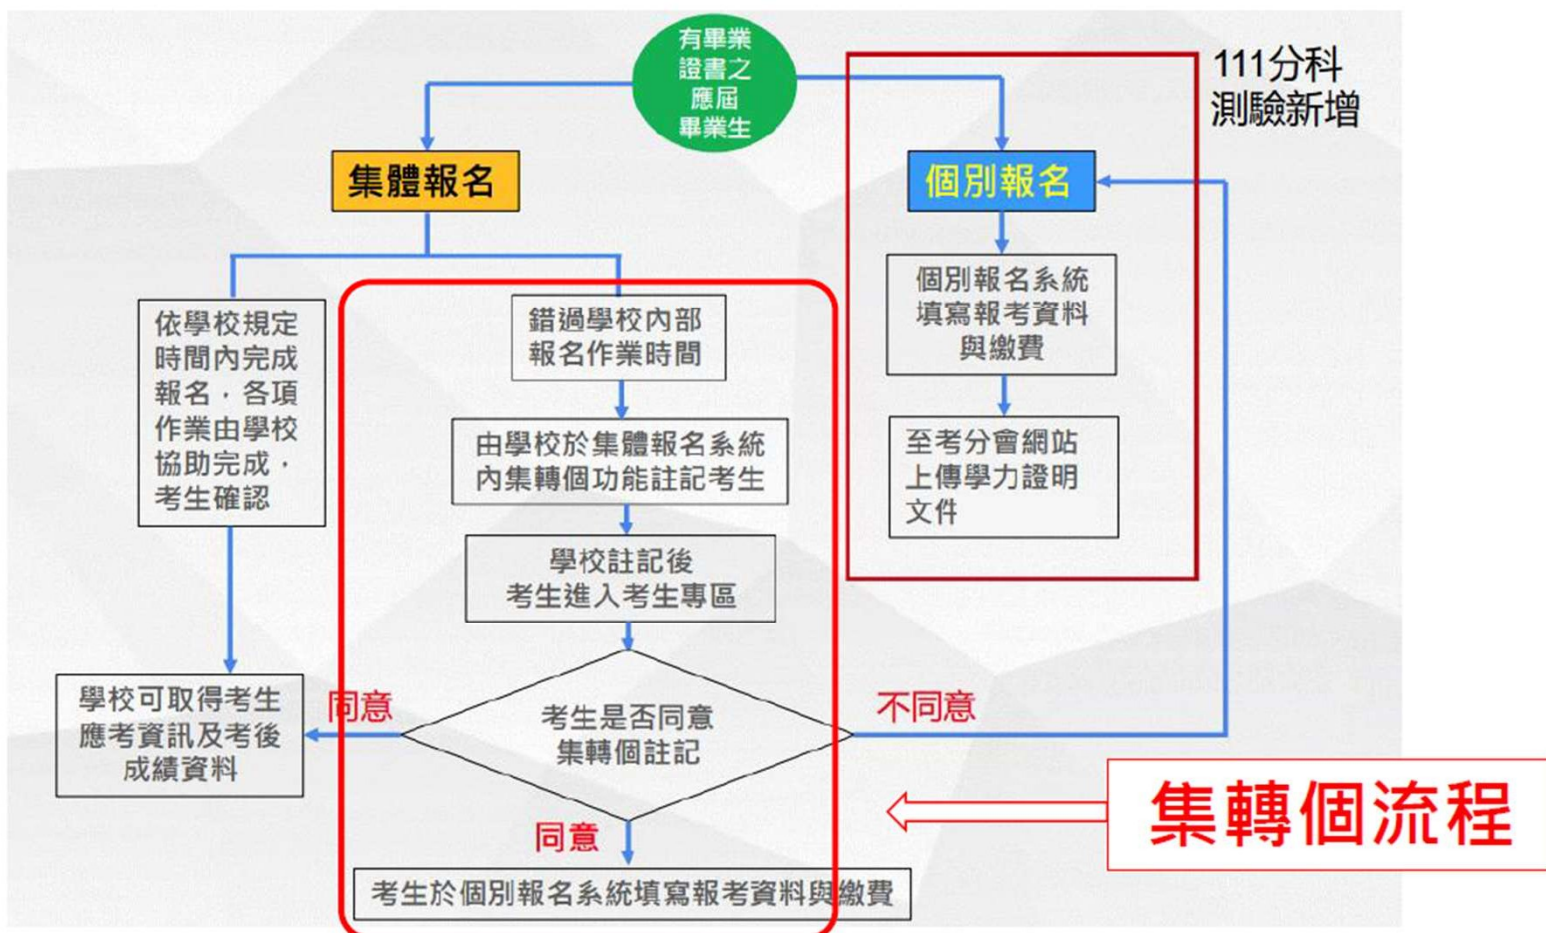 有畢業
證書之
應屆
畢業生
111分科
測驗新增
集體報名
個別報名
個別報名系統
填寫報考資料
與繳費
依學校規定
時間內完成
報名，各項
作業由學校
協助完成，
考生確認
錯過學校內部
報名作業時間
由學校於集體報名系統
內集轉個功能註記考生
至考分會網站
上傳學力證明
文件
學校註記後
考生進入考生專區
學校可取得考生
應考資訊及考後
成績資料
同意
考生是否同意
集轉個註記
不同意
集轉個流程
同意
考生於個別報名系統填寫報考資料與繳費